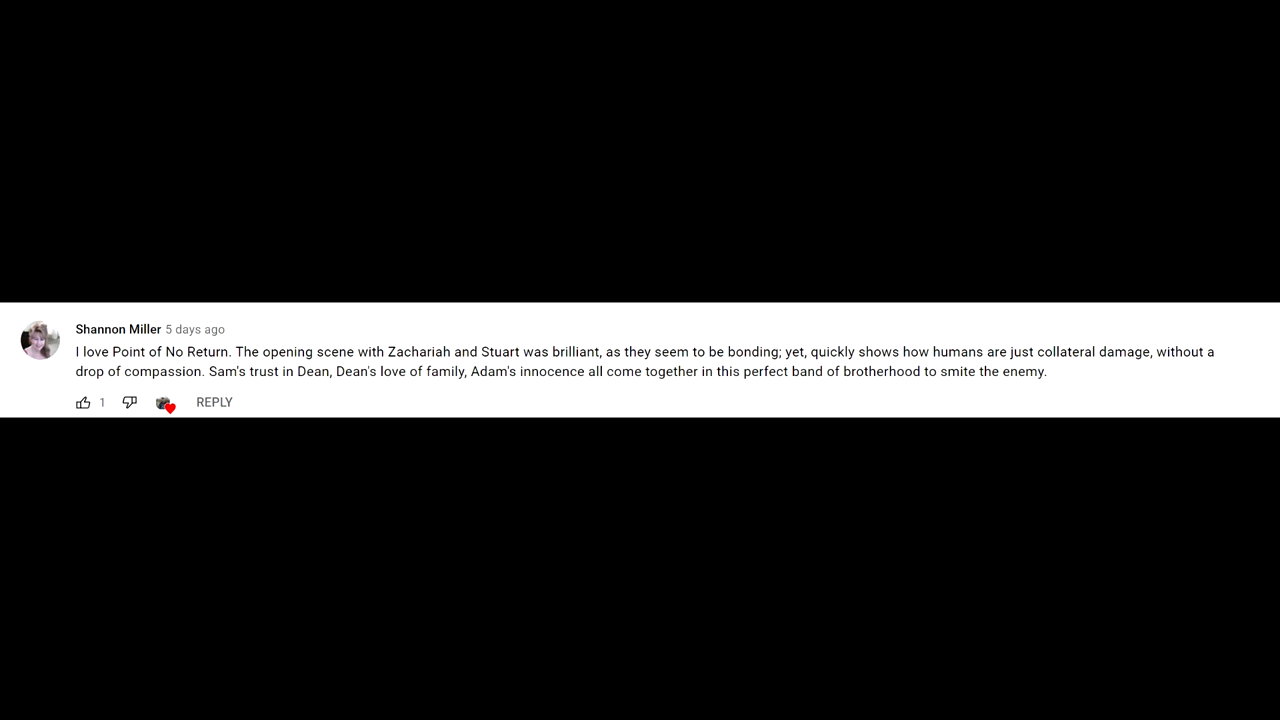 Shannon Miller 5 days ago
I love Point of No Return. The opening scene with Zachariah and Stuart was brilliant, as they seem to be bonding; yet, quickly shows how humans are just collateral damage, without a
drop of compassion. Sam's trust in Dean, Dean's love of family, Adam's innocence all come together in this perfect band of brotherhood to smite the enemy.
1 REPLY